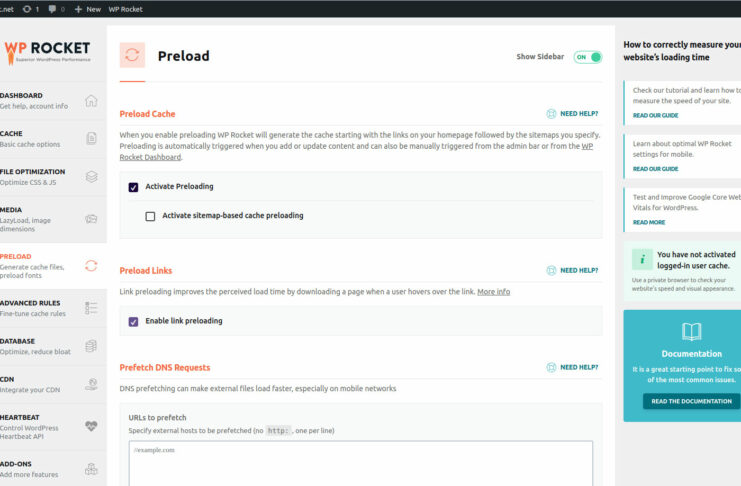 .net 1 0 New WP Rocket
WP ROCKET
Superior WordPress Performance
DASHBOARD
Get help, account info
CACHE
Basic cache options
FILE OPTIMIZATION
Optimize CSS & JS
MEDIA
LazyLoad, image
dimensions
PRELOAD
Generate cache files,
preload fonts
ADVANCED RULES
Fine-tune cache rules
DATABASE
Optimize, reduce bloat
CDN
Integrate your CDN
HEARTBEAT
Control WordPress
Heartbeat API
ADD-ONS
Add more features
Preload
Show Sidebar ON
Preload Cache NEED HELP?
When you enable preloading WP Rocket will generate the cache starting with the links on your homepage followed by the sitemaps you specify.
Preloading is automatically triggered when you add or update content and can also be manually triggered from the admin bar or from the WP
Rocket Dashboard.
Activate Preloading
Activate sitemap-based cache preloading
Preload Links NEED HELP?
Link preloading improves the perceived load time by downloading a page when a user hovers over the link. More info
Enable link preloading
Prefetch DNS Requests NEED HELP?
DNS prefetching can make external files load faster, especially on mobile networks
URLs to prefetch
Specify external hosts to be prefetched (no http: , one per line)
//example.com
How to correctly measure your
website's loading time
Check our tutorial and learn how to
measure the speed of your site.
READ OUR GUIDE
Learn about optimal WP Rocket
settings for mobile.
READ OUR GUIDE
Test and Improve Google Core Web
Vitals for WordPress.
READ MORE
i
You have not activated
logged-in user cache.
Use a private browser to check your
website's speed and visual appearance.
Documentation
It is a great starting point to fix so
of the most common issues.
READ THE DOCUMENTATION